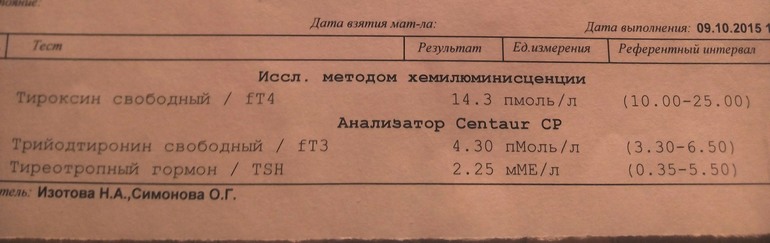 Дата взятия мат-ла: Дата выполнения: 09.10.2015 1
Тест Результат Ед.измерения Референтный интервал
Иссл. методом хемилюминисценции
Тироксин свободный / fT4 14.3 пмоль/л (10.00-25.00)
Анализатор Centaur CP
Трийодтиронин свободный / fT3 4.30 пМоль/л (3.30-6.50)
Тиреотропный гормон / TSH 2.25 мМЕ/л (0.35-5.50)
тель: Изотова Н.А.,Симонова О.Г.